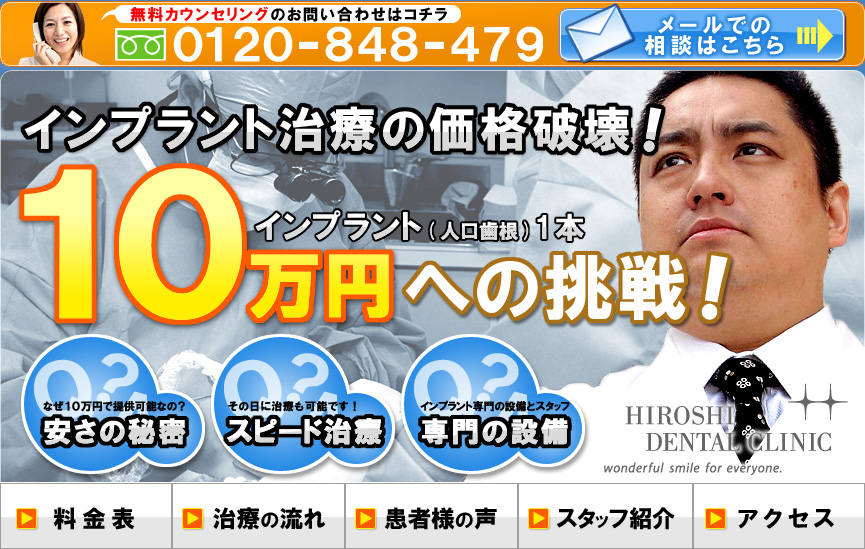 無料カウンセリングのお問い合わせはコチラ
0120-848-479
メールでの
相談はこちら
インプラント治療の価格破壊！
インプラント(人口歯根)1本
10万円への挑戦！
Q?
なぜ10万円で提供可能なの？
安さの秘密
Q?
その日に治療も可能です！
スピード治療
Q?
インプラント専門の設備とスタッフ
専門の設備
HIROSHI
DENTAL CLINIC
wonderful smile for everyone.
料金表
治療の流れ
患者様の声
スタッフ紹介
アクセス